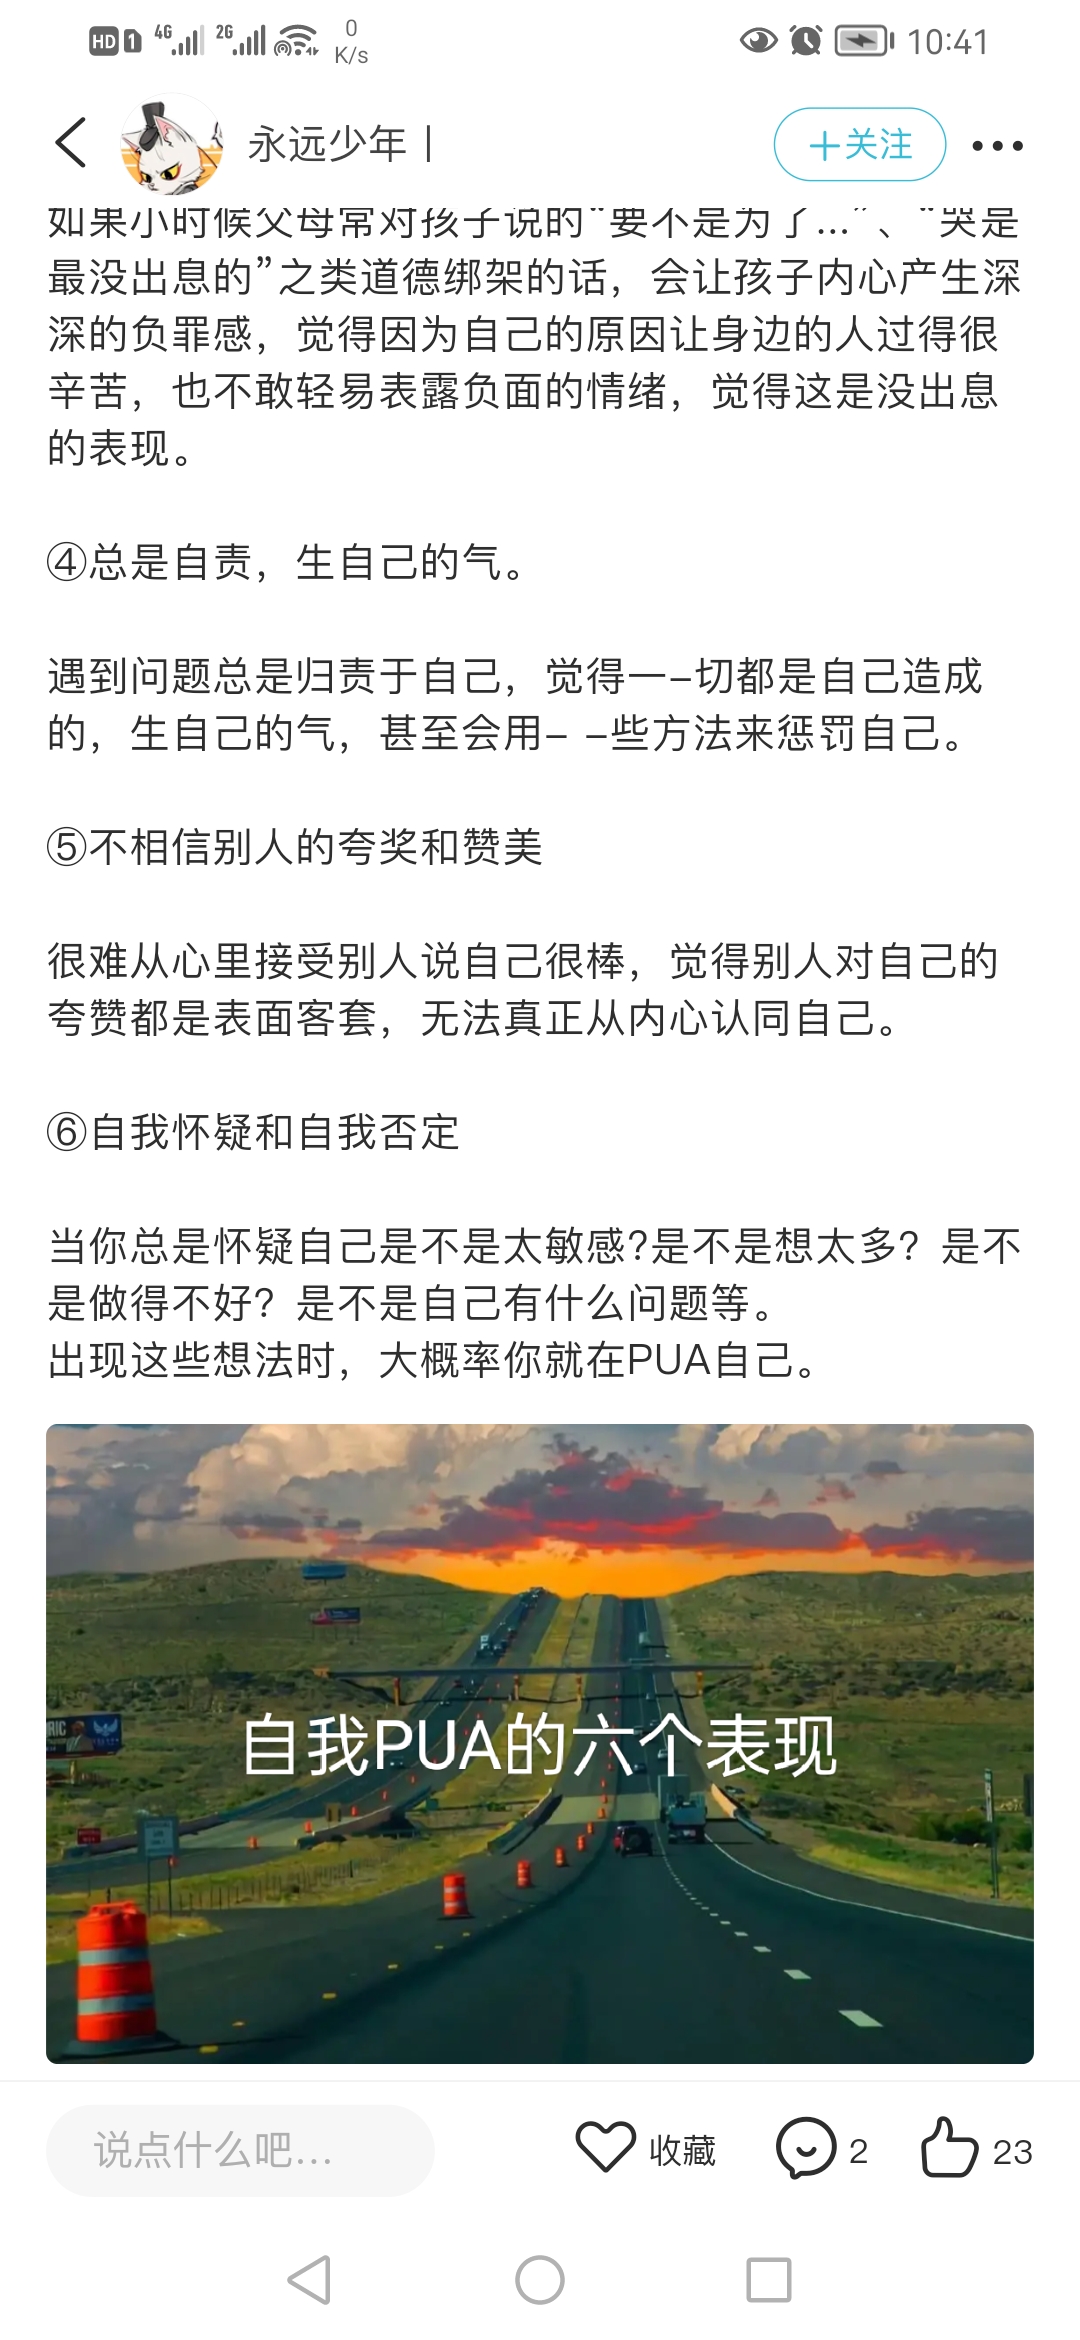 HD 1 4G 2G 0 K/s 10:41
永远少年丨
+关注
如果小时候父母常对孩子说的“要不是为了...”、“哭是
最没出息的”之类道德绑架的话，会让孩子内心产生深
深的负罪感，觉得因为自己的原因让身边的人过得很
辛苦，也不敢轻易表露负面的情绪，觉得这是没出息
的表现。
④总是自责，生自己的气。
遇到问题总是归责于自己，觉得一–切都是自己造成
的，生自己的气，甚至会用– –些方法来惩罚自己。
⑤不相信别人的夸奖和赞美
很难从心里接受别人说自己很棒，觉得别人对自己的
夸赞都是表面客套，无法真正从内心认同自己。
⑥自我怀疑和自我否定
当你总是怀疑自己是不是太敏感?是不是想太多？是不
是做得不好？是不是自己有什么问题等。
出现这些想法时，大概率你就在PUA自己。
RIC
自我PUA的六个表现
说点什么吧...
收藏
2
23